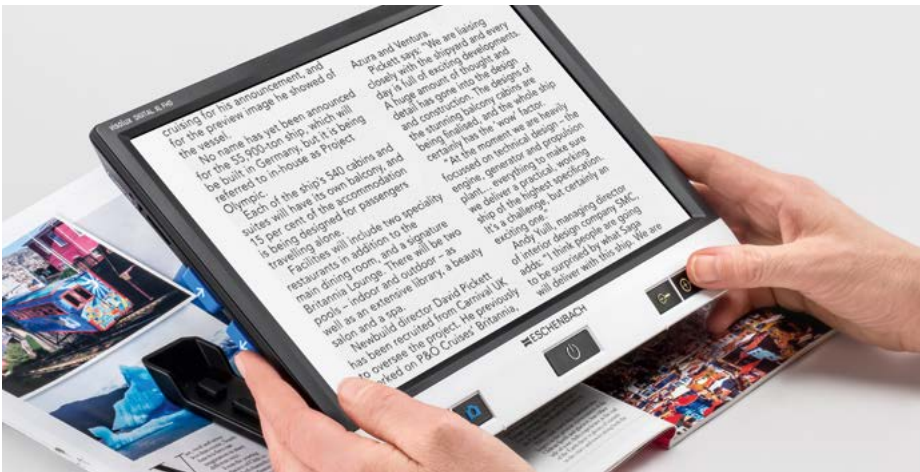 visolux DIGITAL XL FHD
cruising for his announcement, and
for the preview image he showed of
the vessel.
No name has yet been announced
for the 55,900-ton ship, which will
be built in Germany, but it is being
referred to in-house as Project
Olympic.
Each of the ship's 540 cabins and
suites will have its own balcony, and
15 per cent of the accommodation
is being designed for passengers
travelling alone.
Facilities will include two speciality
restaurants in addition to the
main dining room, and a signature
Britannia Lounge. There will be two
pools – indoor and outdoor – as
well as an extensive library, a beauty
salon and a spa.
Newbuild director David Pickett
has been recruited from Carnival UK
to oversee the project. He previously
worked on P&O Cruises' Britannia,
Azura and Ventura.
Pickett says: "We are liaising
closely with the shipyard and every
day is full of exciting developments.
A huge amount of thought and
detail has gone into the design
and construction. The designs of
the stunning balcony cabins are
being finalised, and the whole ship
certainly has the 'wow' factor.
"At the moment we are heavily
focussed on technical design – the
engine, generator and propulsion
plant... everything to make sure
we deliver a practical, working
ship of the highest specification.
It's a challenge, but certainly an
exciting one."
Andy Yuill, managing director
of interior design company SMC,
adds: "I think people are going
to be surprised by what Saga
will deliver with this ship. We are
ESCHENBACH